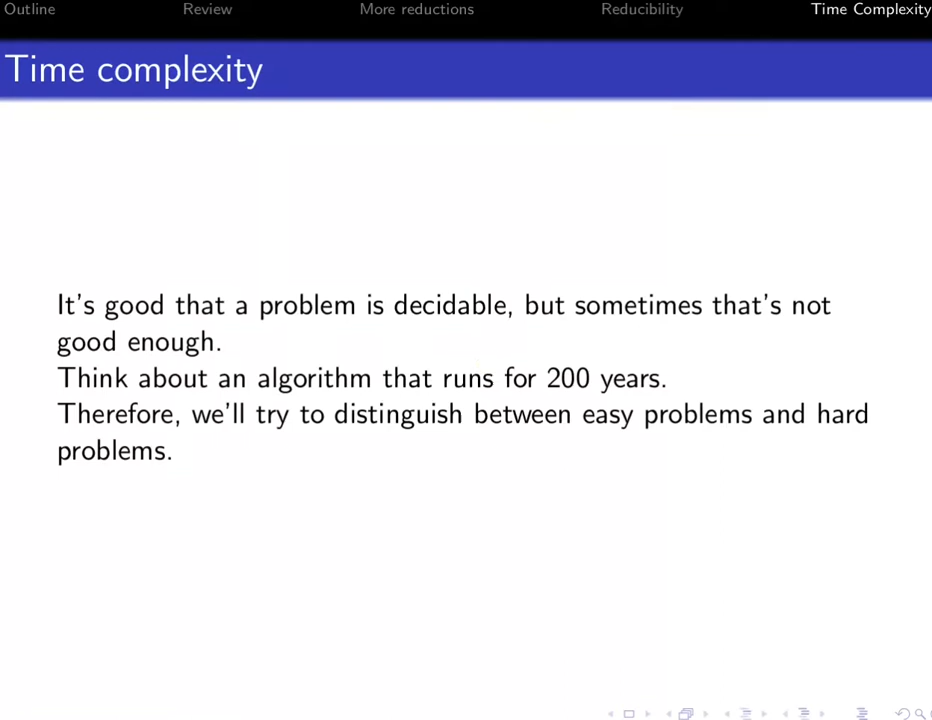 Outline Review More reductions Reducibility Time Complexity
Time complexity
It's good that a problem is decidable, but sometimes that's not
good enough.
Think about an algorithm that runs for 200 years.
Therefore, we'll try to distinguish between easy problems and hard
problems.